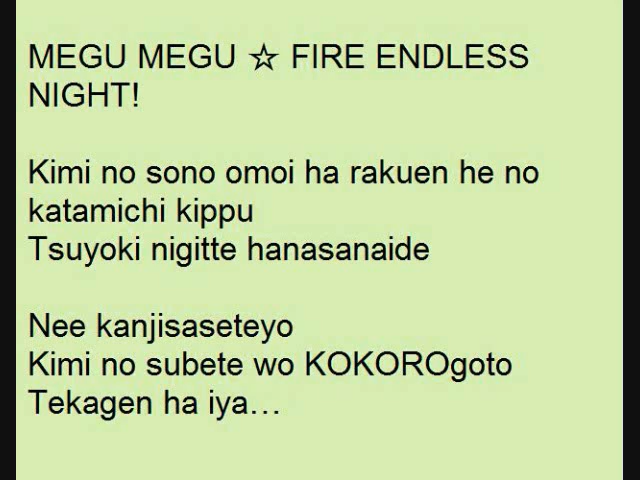 MEGU MEGU ☆ FIRE ENDLESS
NIGHT!
Kimi no sono omoi ha rakuen he no
katamichi kippu
Tsuyoki nigitte hanasanaide
Nee kanjisaseteyo
Kimi no subete wo KOKOROgoto
Tekagen ha iya...